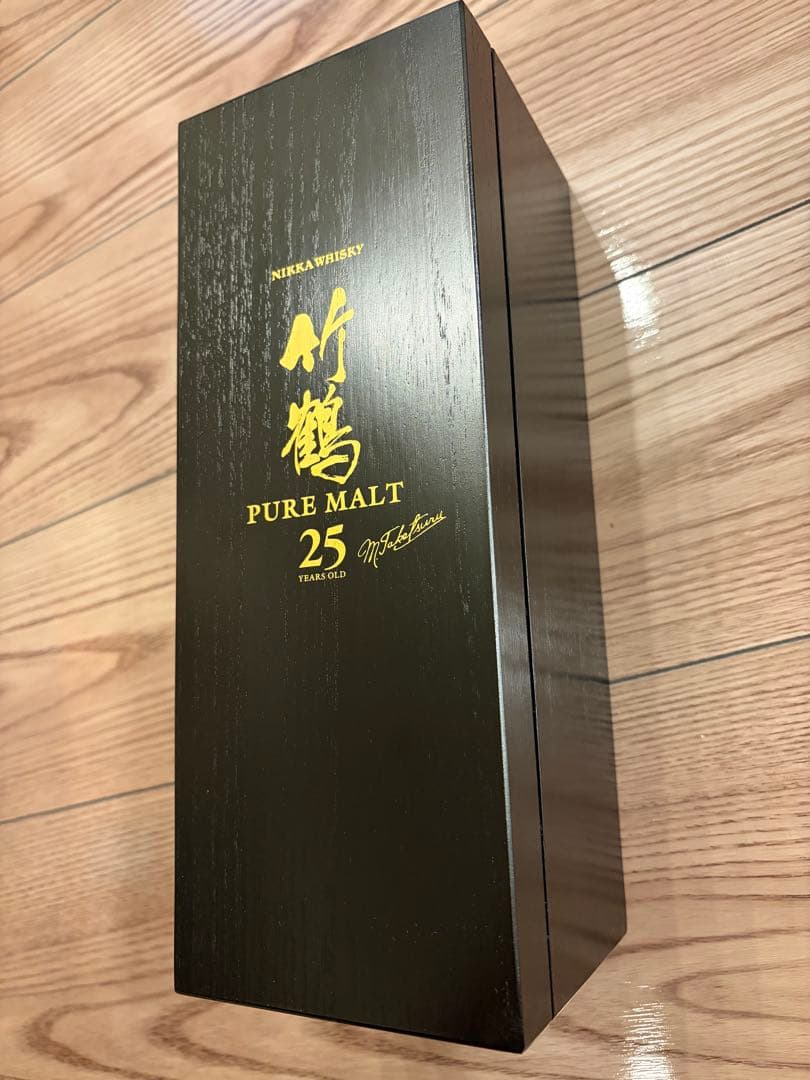 NIKKA WHISKY
竹鶴
PURE MALT
25
YEARS OLD
M Taketsuru